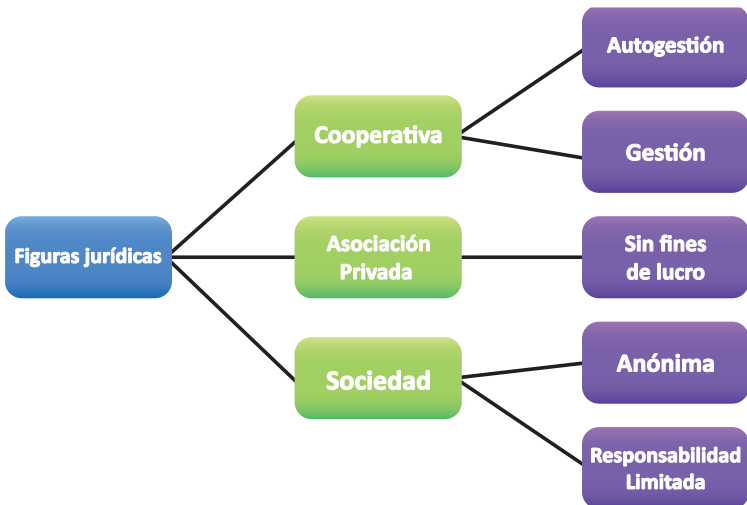 Figuras jurídicas
Cooperativa
Autogestión
Gestión
Asociación
Privada
Sin fines
de lucro
Sociedad
Anónima
Responsabilidad
Limitada